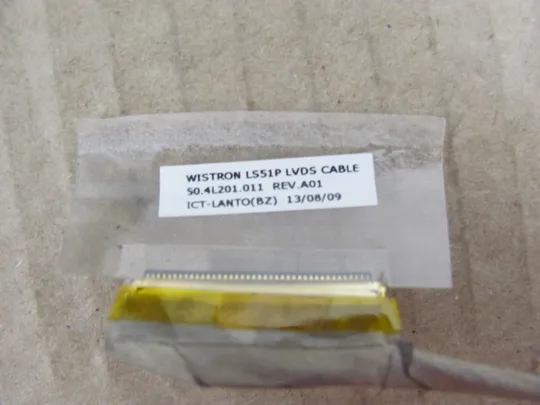 WISTRON LS51P LVDS CABLE
50.4L201.011 REV.A01
ICT-LANTO(BZ) 13/08/09